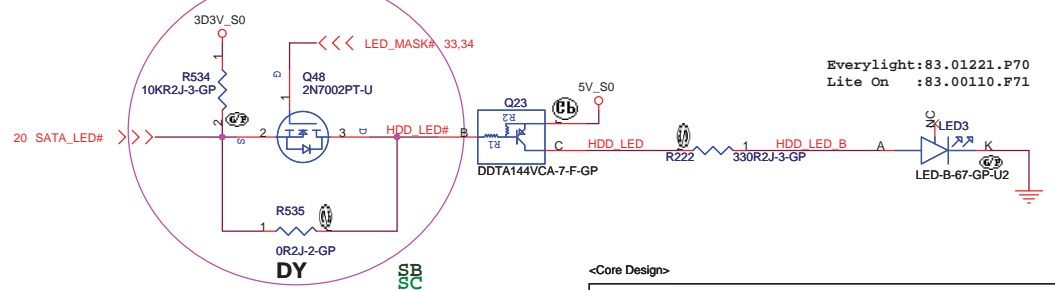 3D3V_S0
LED_MASK# 33,34
R534
10KR2J-3-GP
1
2
G
1
Q48
2N7002PT-U
20 SATA_LED#
2
S
3
D
HDD_LED#
B
Q23
R2
R1
E
C
DDTA144VCA-7-F-GP
5V_S0
HDD_LED
R222
1
330R2J-3-GP
HDD_LED_B
A
NC
LED3
K
LED-B-67-GP-U2
Everylight:83.01221.P70
Lite On :83.00110.F71
R535
1
0R2J-2-GP
DY
SB
SC
<Core Design>